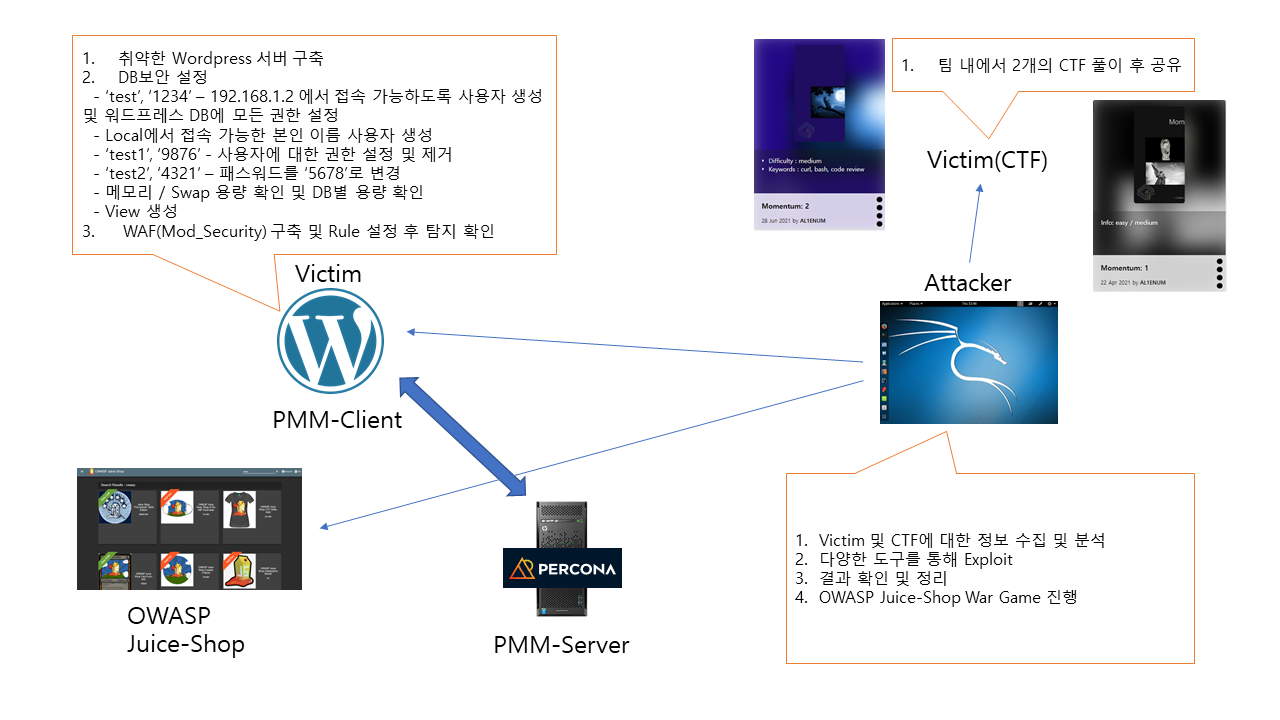 1. 취약한 Wordpress 서버 구축
2. DB보안 설정
- ‘test’, ‘1234’ – 192.168.1.2 에서 접속 가능하도록 사용자 생성
및 워드프레스 DB에 모든 권한 설정
- Local에서 접속 가능한 본인 이름 사용자 생성
- ‘test1’, ‘9876’ - 사용자에 대한 권한 설정 및 제거
- ‘test2’, ‘4321’ – 패스워드를 ‘5678’로 변경
- 메모리 / Swap 용량 확인 및 DB별 용량 확인
- View 생성
3. WAF(Mod_Security) 구축 및 Rule 설정 후 탐지 확인
Victim
PMM-Client
1. 팀 내에서 2개의 CTF 풀이 후 공유
• Difficulty : medium
• Keywords : curl, bash, code review
Momentum: 2
28 Jun 2021 by AL1ENUM
Victim(CTF)
Mom
Info: easy / medium
Momentum: 1
22 Apr 2021 by AL1ENUM
Attacker
Applications
Places
1. Victim 및 CTF에 대한 정보 수집 및 분석
2. 다양한 도구를 통해 Exploit
3. 결과 확인 및 정리
4. OWASP Juice-Shop War Game 진행
OWASP Juice Shop
OWASP
Juice-Shop
PERCONA
PMM-Server